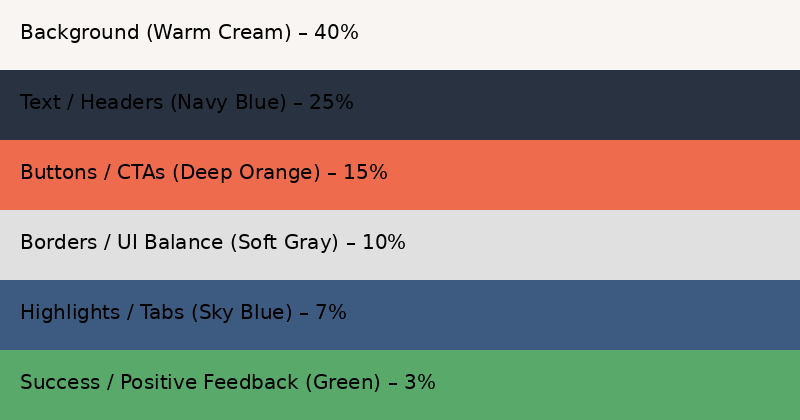 Background (Warm Cream) – 40%
Text / Headers (Navy Blue) – 25%
Buttons / CTAs (Deep Orange) – 15%
Borders / UI Balance (Soft Gray) – 10%
Highlights / Tabs (Sky Blue) – 7%
Success / Positive Feedback (Green) – 3%